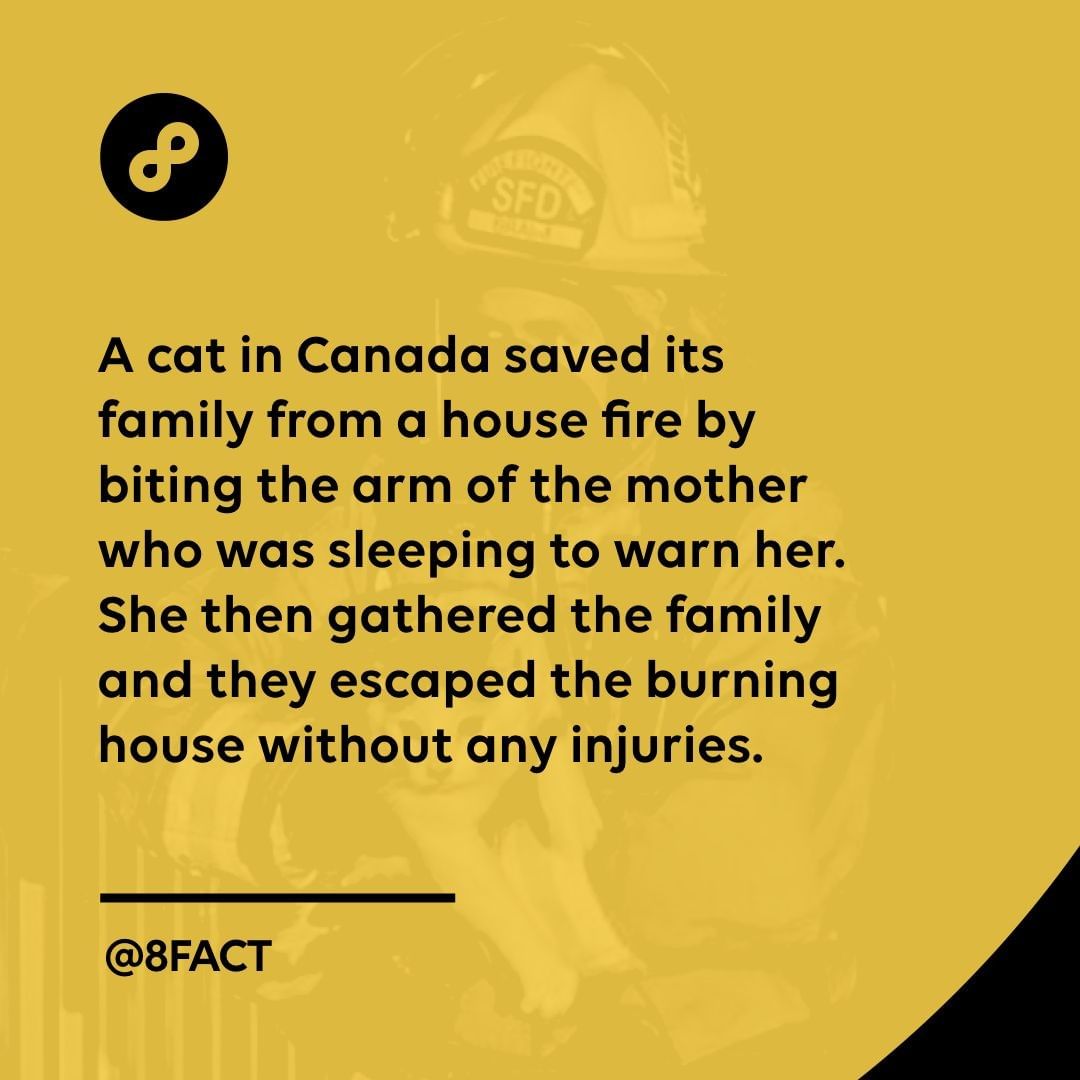 SFD
A cat in Canada saved its
family from a house fire by
biting the arm of the mother
who was sleeping to warn her.
She then gathered the family
and they escaped the burning
house without any injuries.
@8FACT